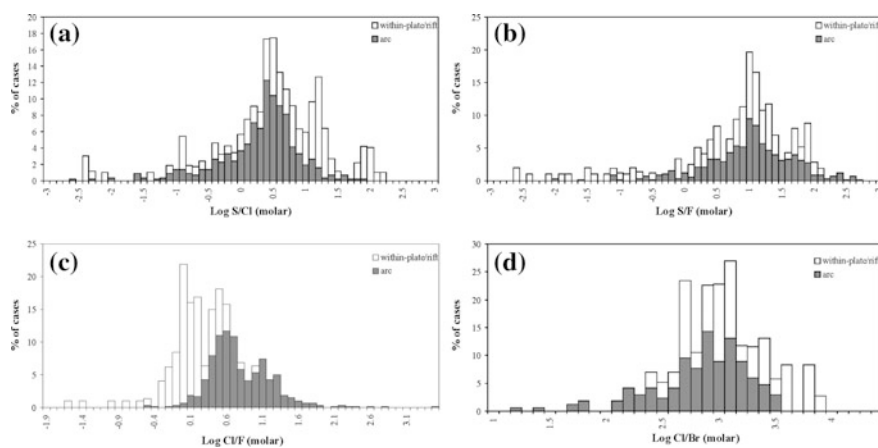 (a)
within-plate/rift
arc
% of cases
20
18
16
14
12
10
8
6
4
2
0
-3 -2.5 -2 -1.5 -1 -0.5 0 0.5 1 1.5 2 2.5 3
Log S/Cl (molar)
(b)
within-plate/rift
arc
% of cases
25
20
15
10
5
0
-3 -2.5 -2 -1.5 -1 -0.5 0 0.5 1 1.5 2 2.5 3
Log S/F (molar)
(c)
within-plate/rift
arc
% of cases
25
20
15
10
5
0
-1.9 -1.4 -0.9 -0.4 0.1 0.6 1.1 1.6 2.1 2.6 3.1
Log Cl/F (molar)
(d)
within-plate/rift
arc
% of cases
30
25
20
15
10
5
0
1 1.5 2 2.5 3 3.5 4
Log Cl/Br (molar)